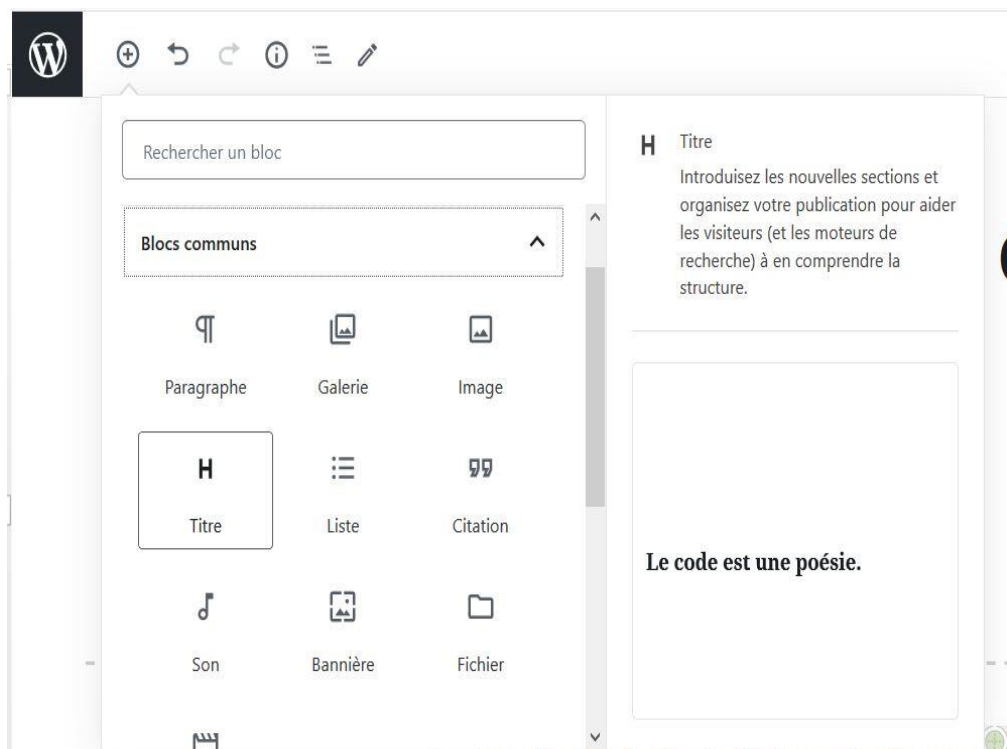 Rechercher un bloc
Blocs communs
Paragraphe
Galerie
Image
Titre
Liste
Citation
Son
Bannière
Fichier
Titre
Introduisez les nouvelles sections et
organisez votre publication pour aider
les visiteurs (et les moteurs de
recherche) à en comprendre la
structure.
Le code est une poésie.